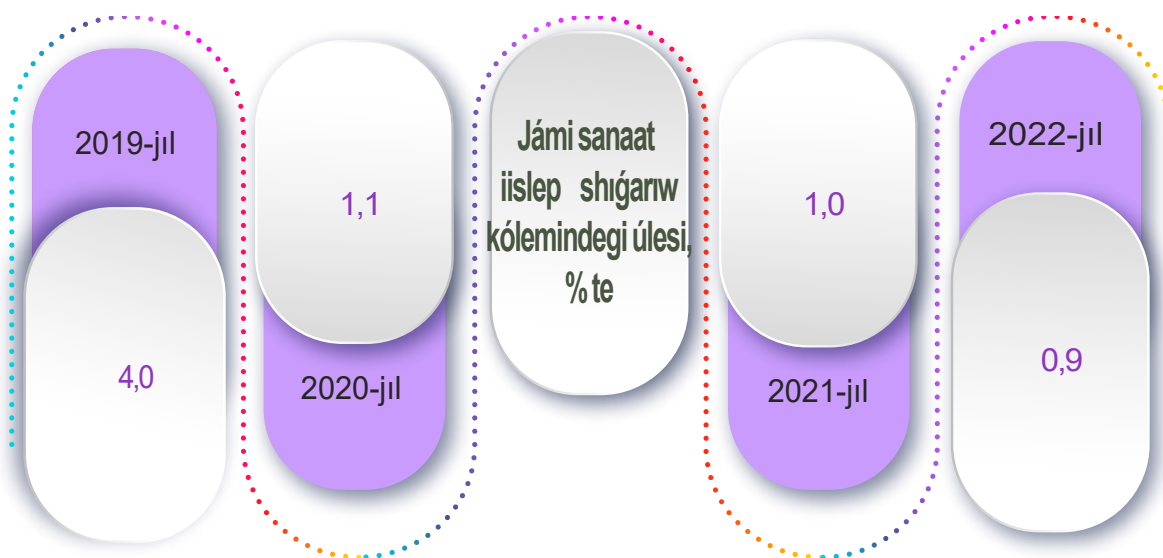 2019-jıl
4,0
1,1
2020-jıl
Jámi sanaat
iislep shıǵarıw
kólemindegi úlesi,
% te
1,0
2021-jıl
2022-jıl
0,9